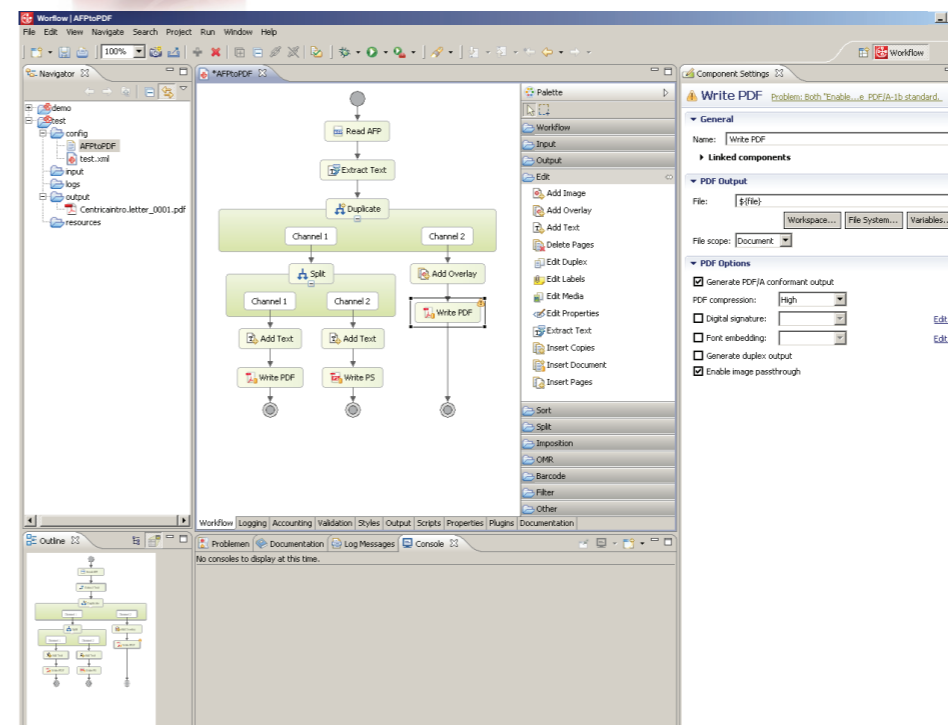 Worflow | AFPtoPDF
File Edit View Navigate Search Project Run Window Help
100%
Workflow
Navigator
demo
test
config
AFPtoPDF
test.xml
input
logs
output
Centricaintro.letter_0001.pdf
resources
*AFPtoPDF
Read AFP
Extract Text
Duplicate
Channel 1 Channel 2
Split Add Overlay
Channel 1 Channel 2
Write PDF
Add Text Add Text
Write PDF Write PS
Palette
Workflow
Input
Output
Edit
Add Image
Add Overlay
Add Text
Delete Pages
Edit Duplex
Edit Labels
Edit Media
Edit Properties
Extract Text
Insert Copies
Insert Document
Insert Pages
Sort
Split
Imposition
OMR
Barcode
Filter
Other
Workflow Logging Accounting Validation Styles Output Scripts Properties Plugins Documentation
Component Settings
Write PDF Problem: Both "Enable...e PDF/A-1b standard.
General
Name: Write PDF
Linked components
PDF Output
File: ${file}
Workspace... File System... Variables...
File scope: Document
PDF Options
Generate PDF/A conformant output
PDF compression: High
Digital signature: Edit
Font embedding: Edit
Generate duplex output
Enable image passthrough
Outline
Problemen Documentation Log Messages Console
No consoles to display at this time.